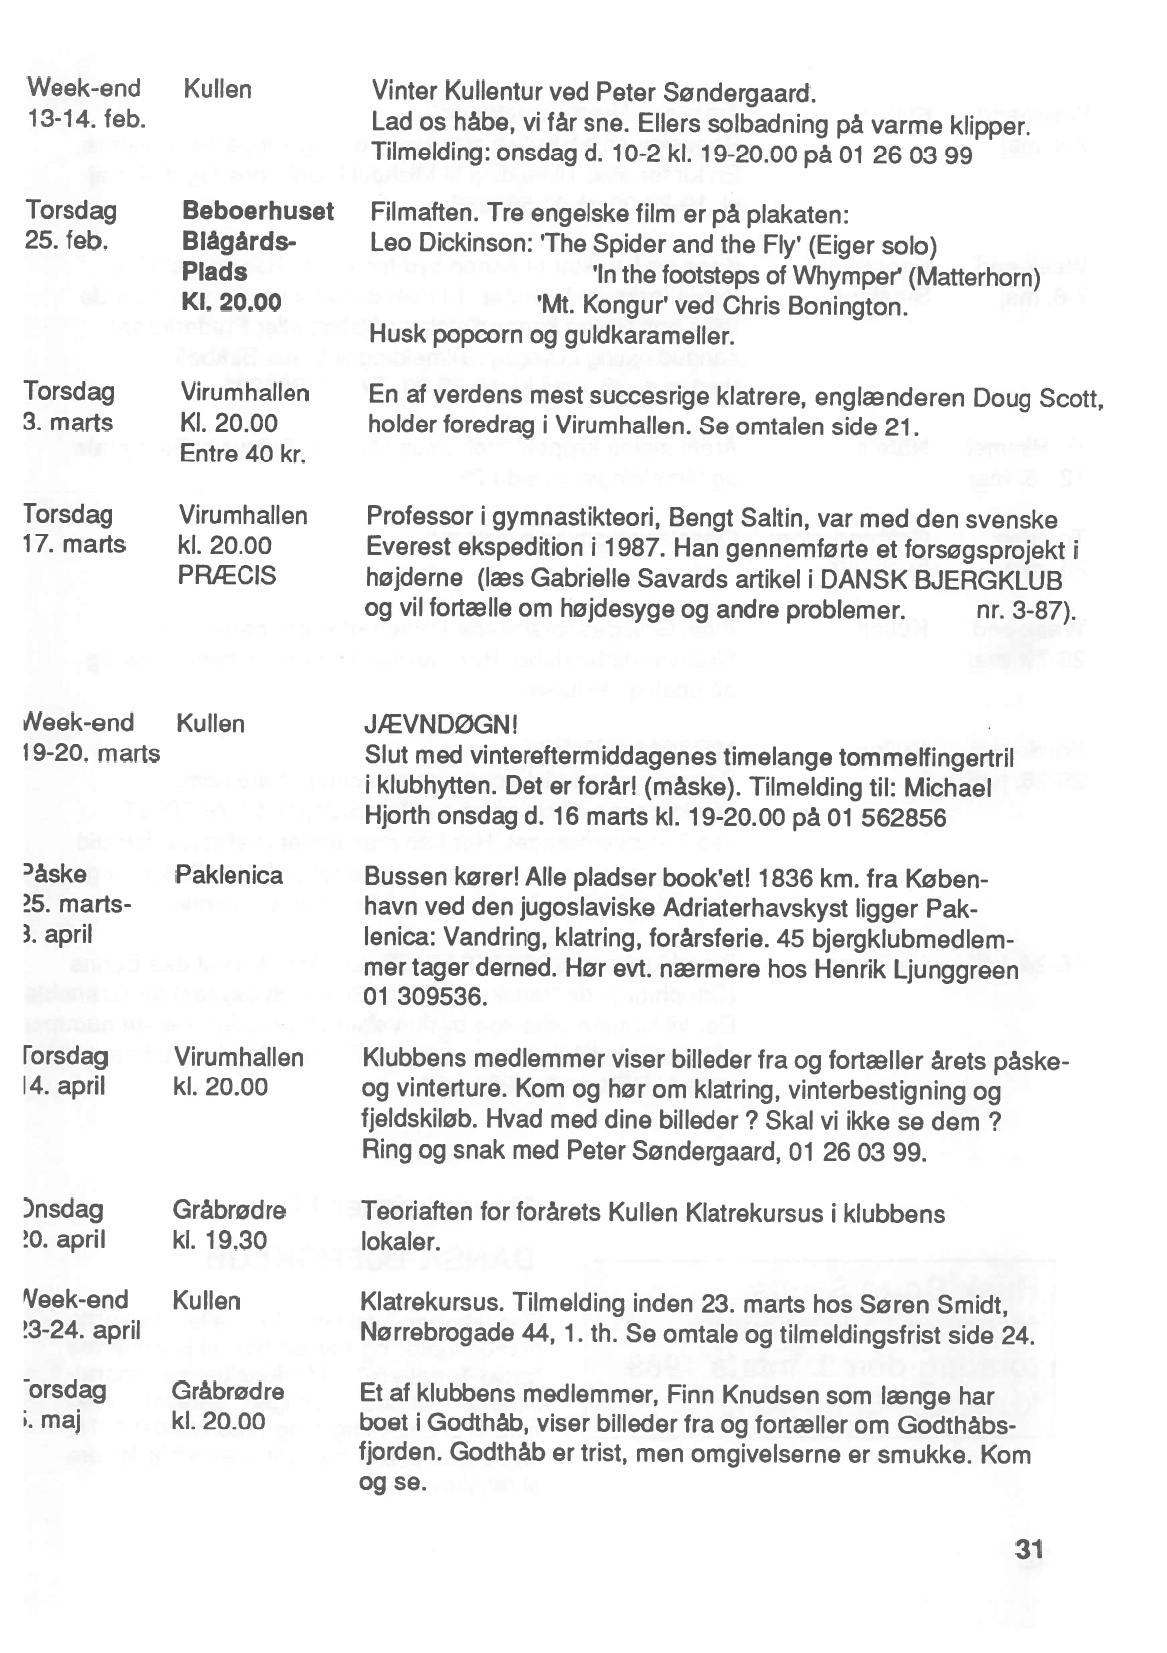 Week-end Kullen Vinter Kullentur ved Peter Søndergaard.
13-14. feb. Lad os håbe, vi får sne. Ellers solbadning på varme klipper.
Tilmelding: onsdag d. 10-2 kl. 19-20.00 på 01 26 03 99
Torsdag Beboerhuset Filmaften. Tre engelske film er på plakaten:
25. feb. Blågårds- Leo Dickinson: 'The Spider and the Fly' (Eiger solo)
Plads 'In the footsteps of Whymper' (Matterhorn)
Kl. 20.00 'Mt. Kongur' ved Chris Bonington.
Husk popcorn og guldkarameller.
Torsdag Virumhallen En af verdens mest succesrige klatrere, englænderen Doug Scott,
3. marts Kl. 20.00 holder foredrag i Virumhallen. Se omtalen side 21.
Entre 40 kr.
Torsdag Virumhallen Professor i gymnastikteori, Bengt Saltin, var med den svenske
17. marts kl. 20.00 Everest ekspedition i 1987. Han gennemførte et forsøgsprojekt i
PRÆCIS højderne (læs Gabrielle Savards artikel i DANSK BJERGKLUB
og vil fortælle om højdesyge og andre problemer. nr. 3-87).
Week-end Kullen JÆVNDØGN!
19-20. marts Slut med vintereftermiddagenes timelange tommelfingertril
i klubhytten. Det er forår! (måske). Tilmelding til: Michael
Hjorth onsdag d. 16 marts kl. 19-20.00 på 01 562856
Påske Paklenica Bussen kører! Alle pladser book'et! 1836 km. fra Køben-
25. marts- havn ved den jugoslaviske Adriaterhavskyst ligger Pak-
3. april lenica: Vandring, klatring, forårsferie. 45 bjergklubmedlem-
mer tager derned. Hør evt. nærmere hos Henrik Ljunggreen
01 309536.
Torsdag Virumhallen Klubbens medlemmer viser billeder fra og fortæller årets påske-
14. april kl. 20.00 og vinterture. Kom og hør om klatring, vinterbestigning og
fjeldskiløb. Hvad med dine billeder ? Skal vi ikke se dem ?
Ring og snak med Peter Søndergaard, 01 26 03 99.
Onsdag Gråbrødre Teoriaften for forårets Kullen Klatrekursus i klubbens
20. april kl. 19.30 lokaler.
Week-end Kullen Klatrekursus. Tilmelding inden 23. marts hos Søren Smidt,
23-24. april Nørrebrogade 44, 1. th. Se omtale og tilmeldingsfrist side 24.
Torsdag Gråbrødre Et af klubbens medlemmer, Finn Knudsen som længe har
5. maj kl. 20.00 boet i Godthåb, viser billeder fra og fortæller om Godthåbs-
fjorden. Godthåb er trist, men omgivelserne er smukke. Kom
og se.
31